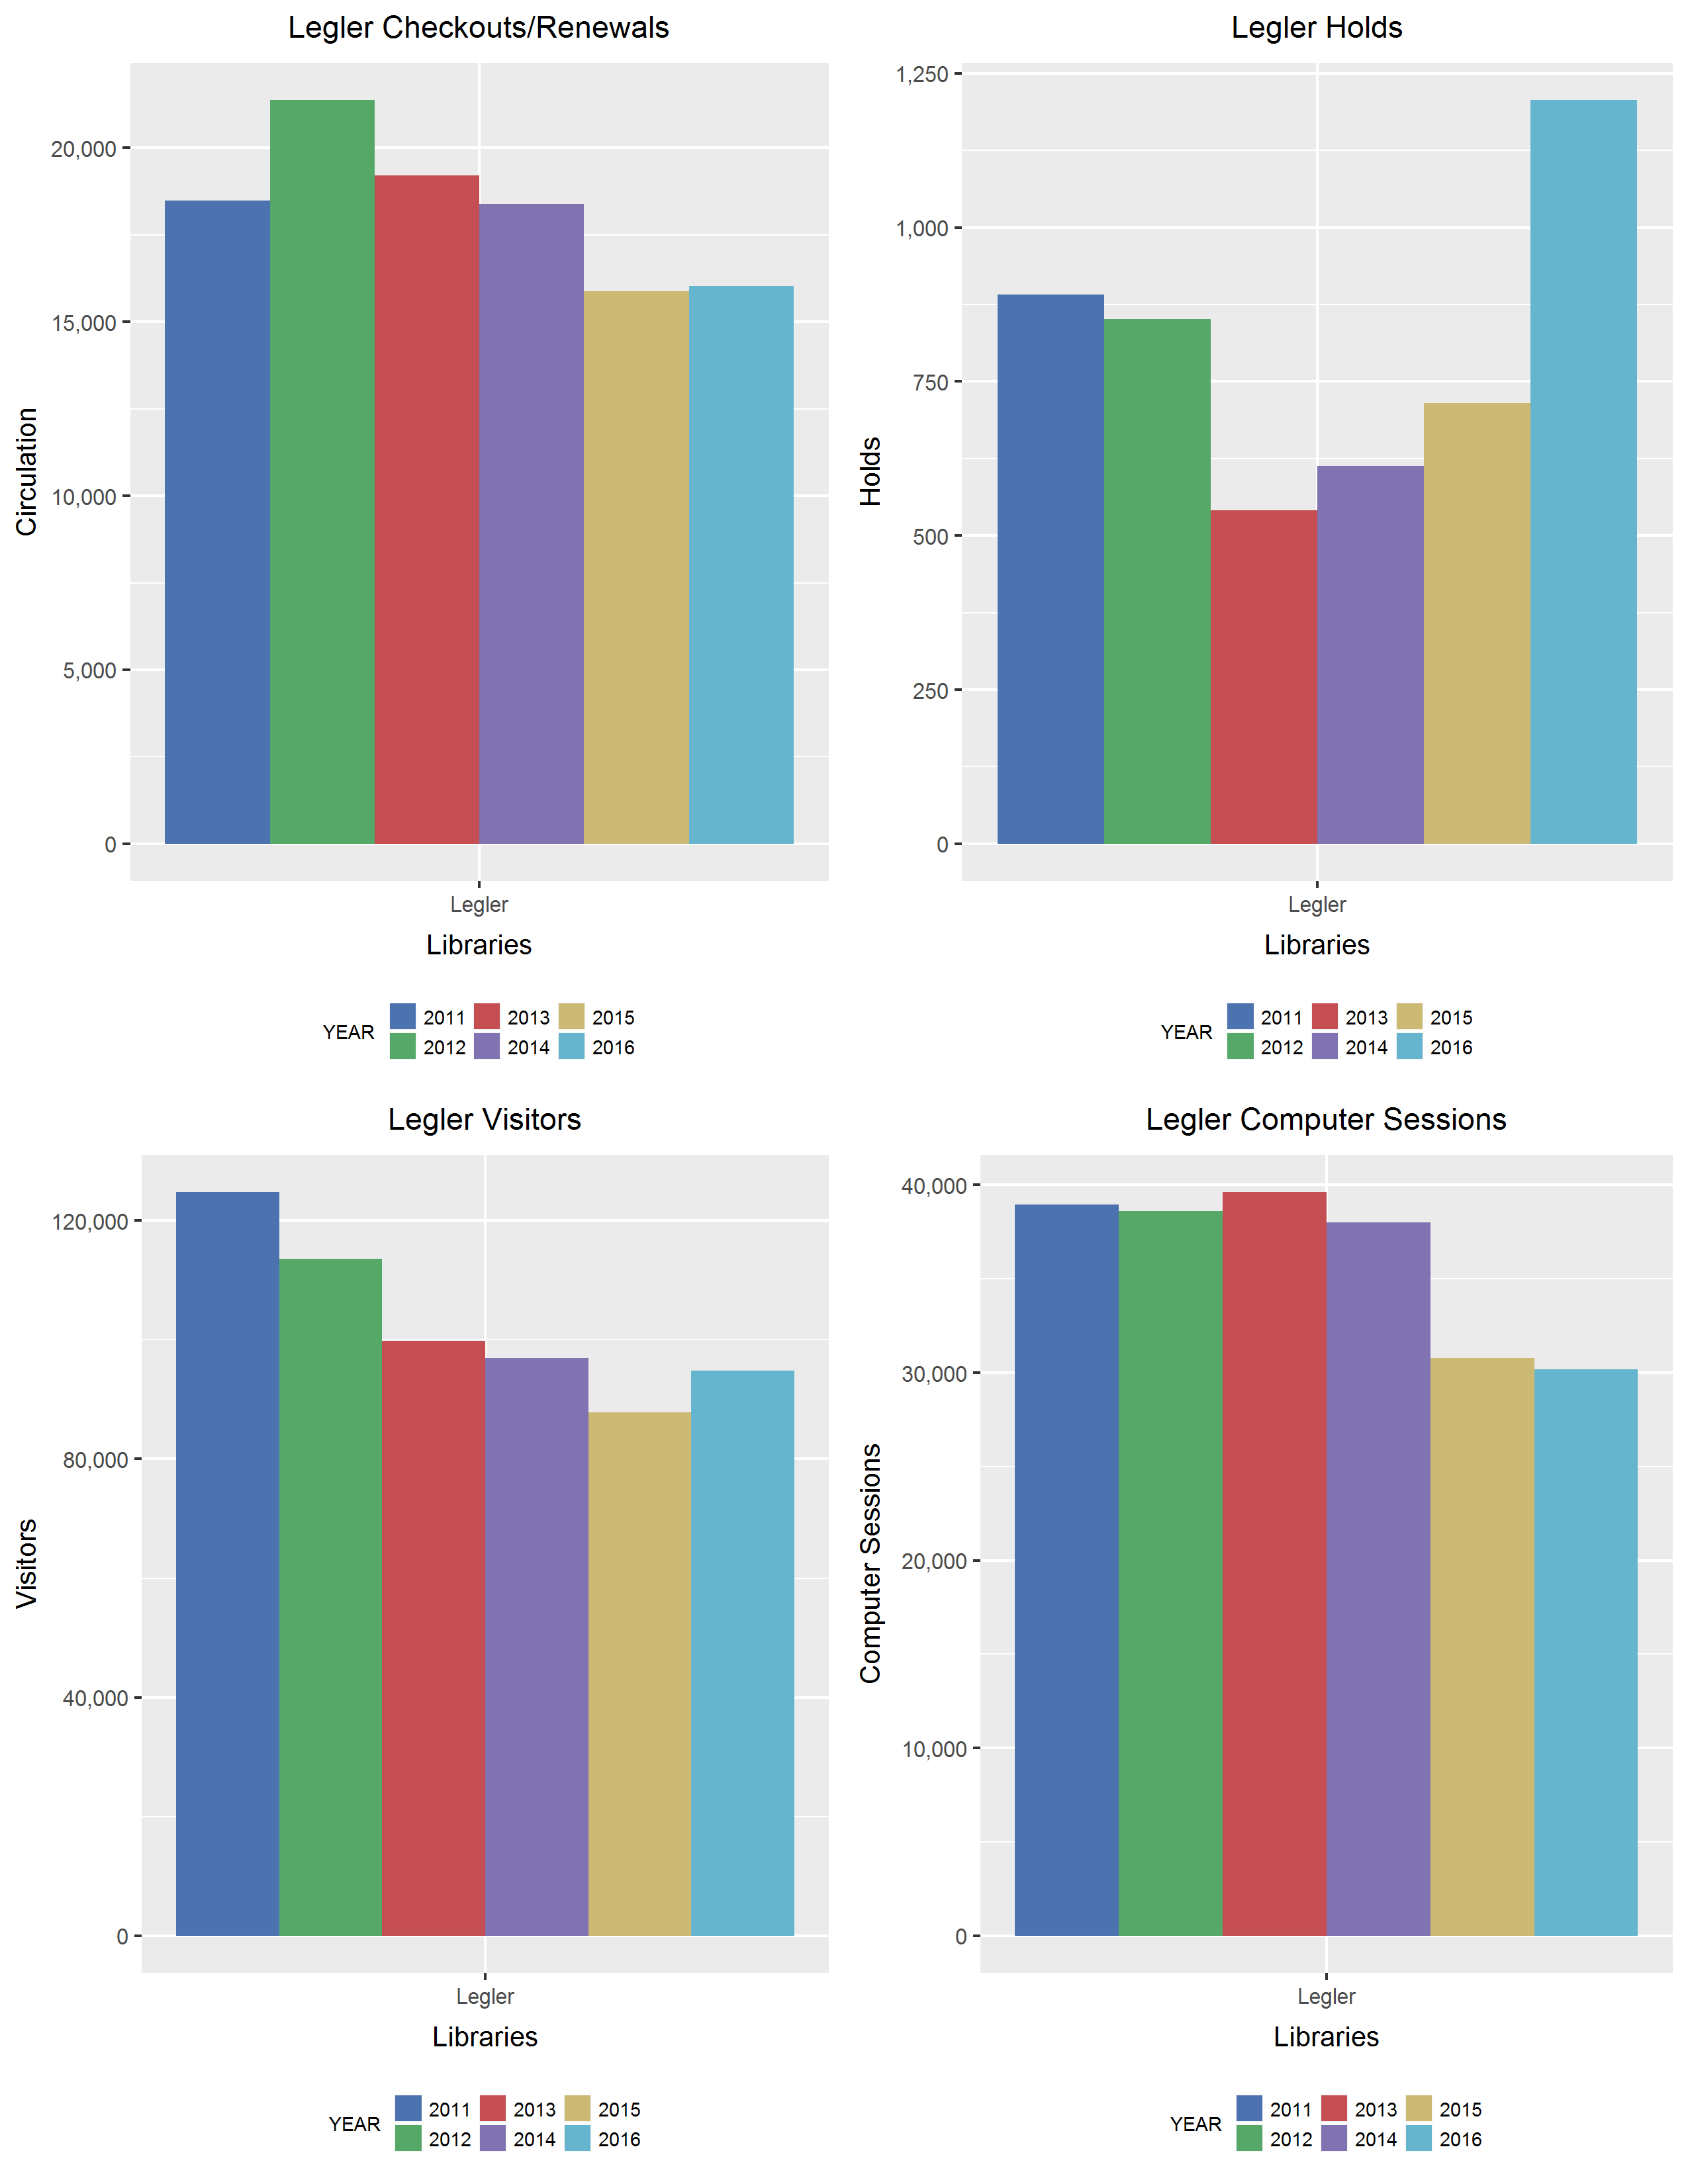 Legler Checkouts/Renewals
20,000
15,000
10,000
5,000
0
Circulation
Legler
Libraries
YEAR
2011 2013 2015
2012 2014 2016
Legler Holds
1,250
1,000
750
500
250
0
Holds
Legler
Libraries
YEAR
2011 2013 2015
2012 2014 2016
Legler Visitors
120,000
80,000
40,000
0
Visitors
Legler
Libraries
YEAR
2011 2013 2015
2012 2014 2016
Legler Computer Sessions
40,000
30,000
20,000
10,000
0
Computer Sessions
Legler
Libraries
YEAR
2011 2013 2015
2012 2014 2016